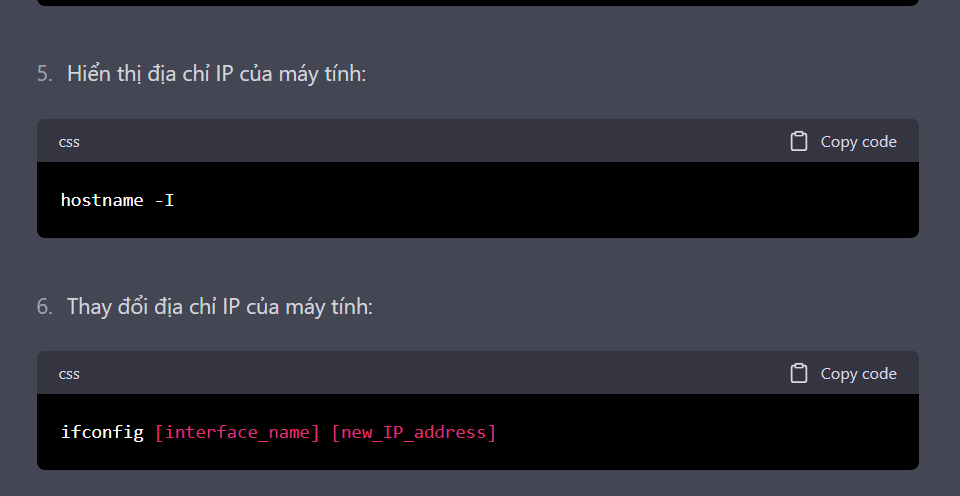 5. Hiển thị địa chỉ IP của máy tính:
css Copy code
hostname -I
6. Thay đổi địa chỉ IP của máy tính:
css Copy code
ifconfig [interface_name] [new_IP_address]